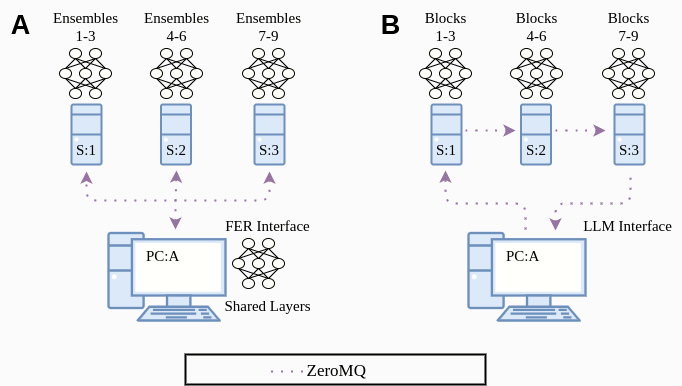 A
Ensembles
1-3
Ensembles
4-6
Ensembles
7-9
S:1
S:2
S:3
FER Interface
PC:A
Shared Layers
B
Blocks
1-3
Blocks
4-6
Blocks
7-9
S:1
S:2
S:3
LLM Interface
PC:A
ZeroMQ